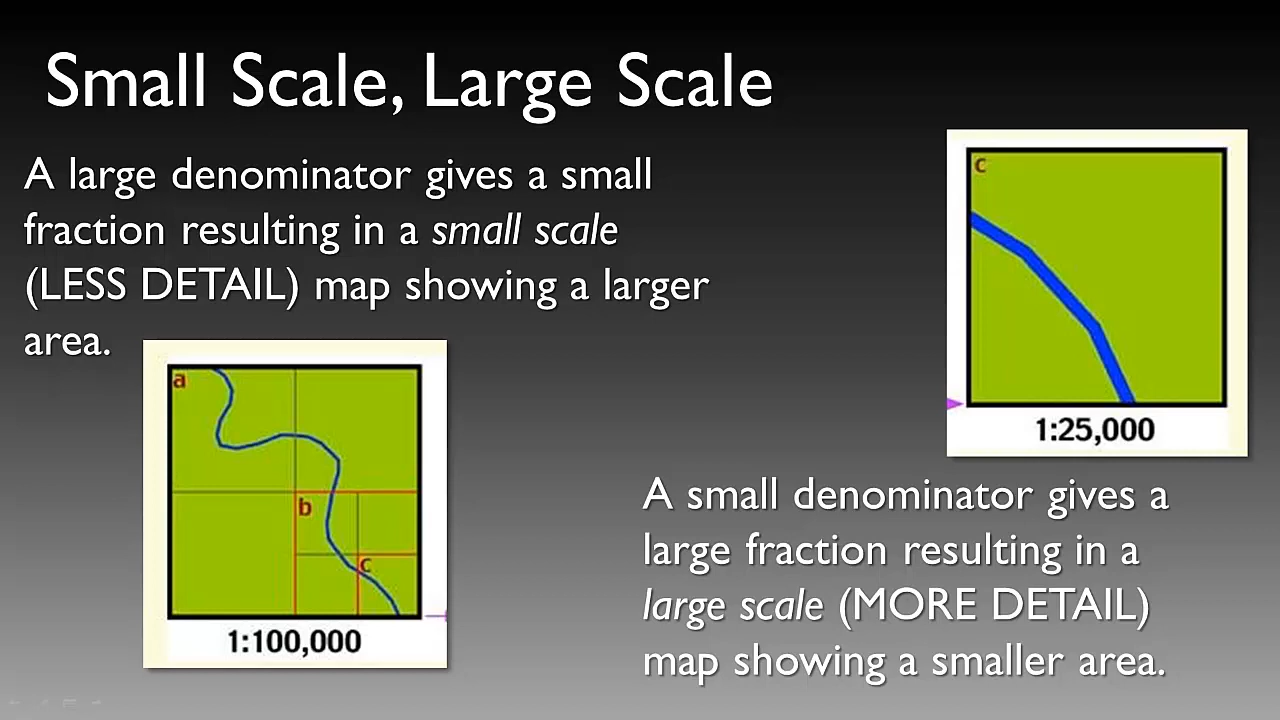 Small Scale, Large Scale
A large denominator gives a small
fraction resulting in a small scale
(LESS DETAIL) map showing a larger
area.
a
b
c
1:100,000
c
1:25,000
A small denominator gives a
large fraction resulting in a
large scale (MORE DETAIL)
map showing a smaller area.